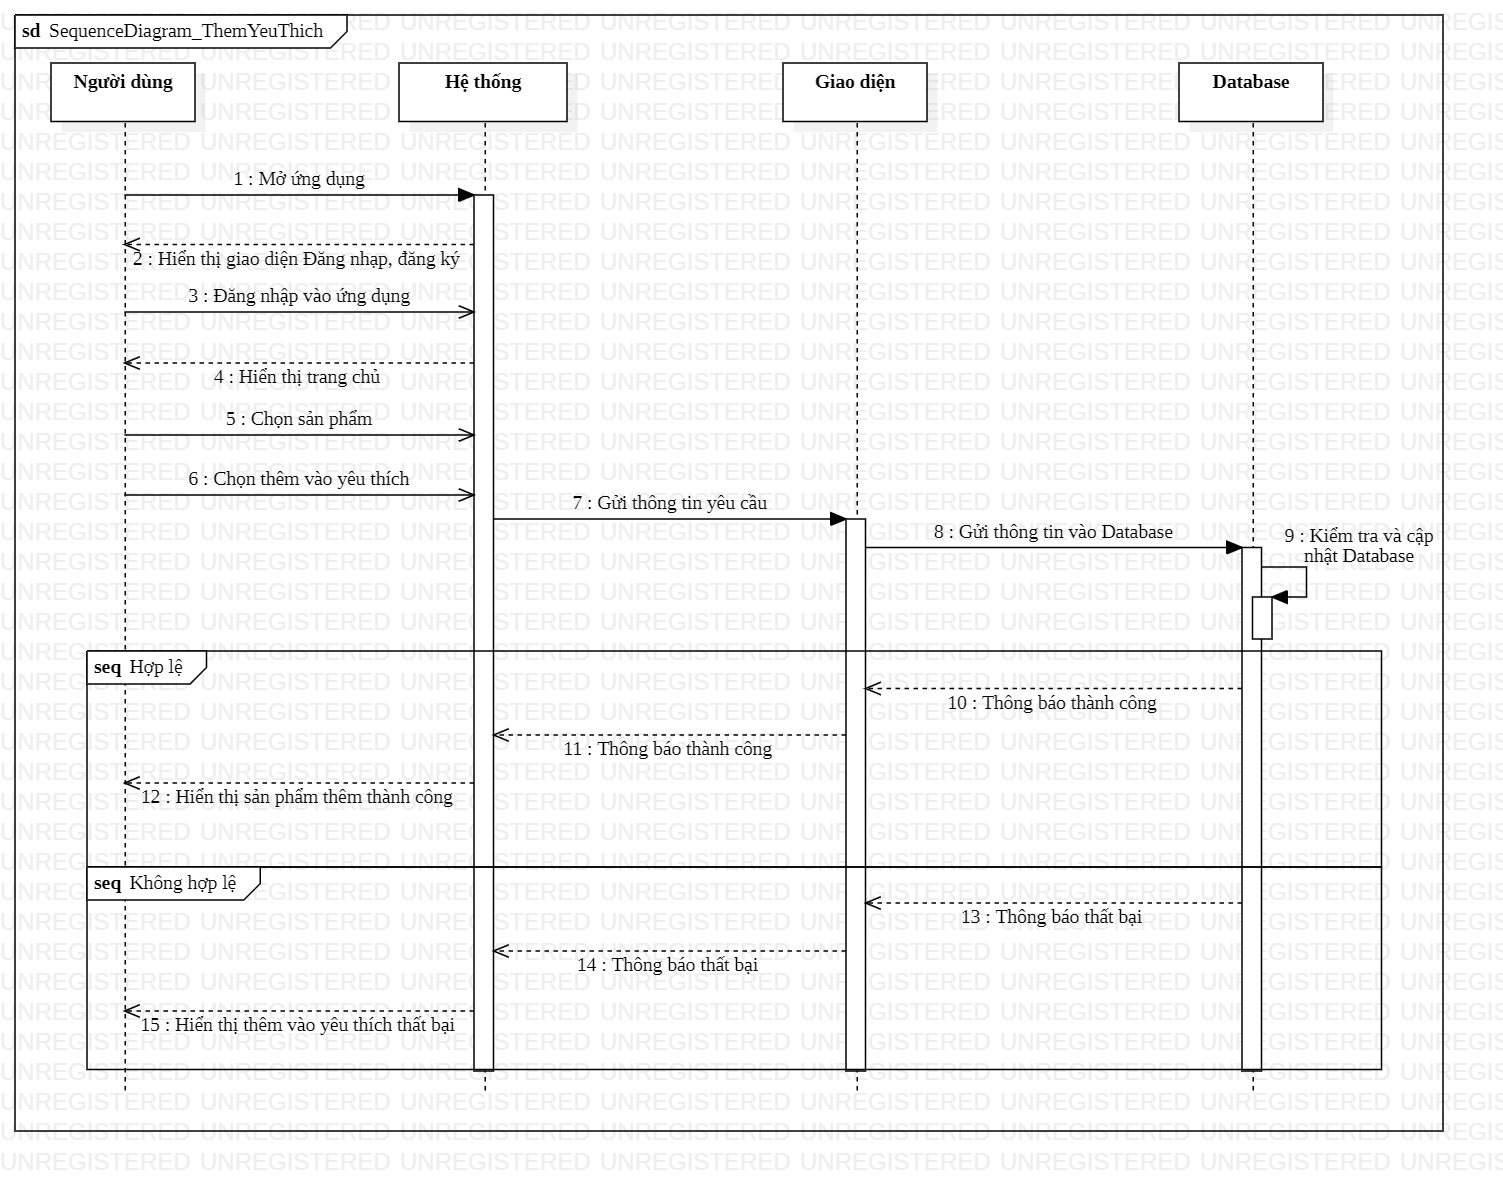 sd SequenceDiagram_ThemYeuThich
Người dùng
Hệ thống
Giao diện
Database
1 : Mở ứng dụng
2 : Hiển thị giao diện Đăng nhạp, đăng ký
3 : Đăng nhập vào ứng dụng
4 : Hiển thị trang chủ
5 : Chọn sản phẩm
6 : Chọn thêm vào yêu thích
7 : Gửi thông tin yêu cầu
8 : Gửi thông tin vào Database
9 : Kiểm tra và cập
nhật Database
seq Hợp lệ
10 : Thông báo thành công
11 : Thông báo thành công
12 : Hiển thị sản phẩm thêm thành công
seq Không hợp lệ
13 : Thông báo thất bại
14 : Thông báo thất bại
15 : Hiển thị thêm vào yêu thích thất bại
UNREGISTERED